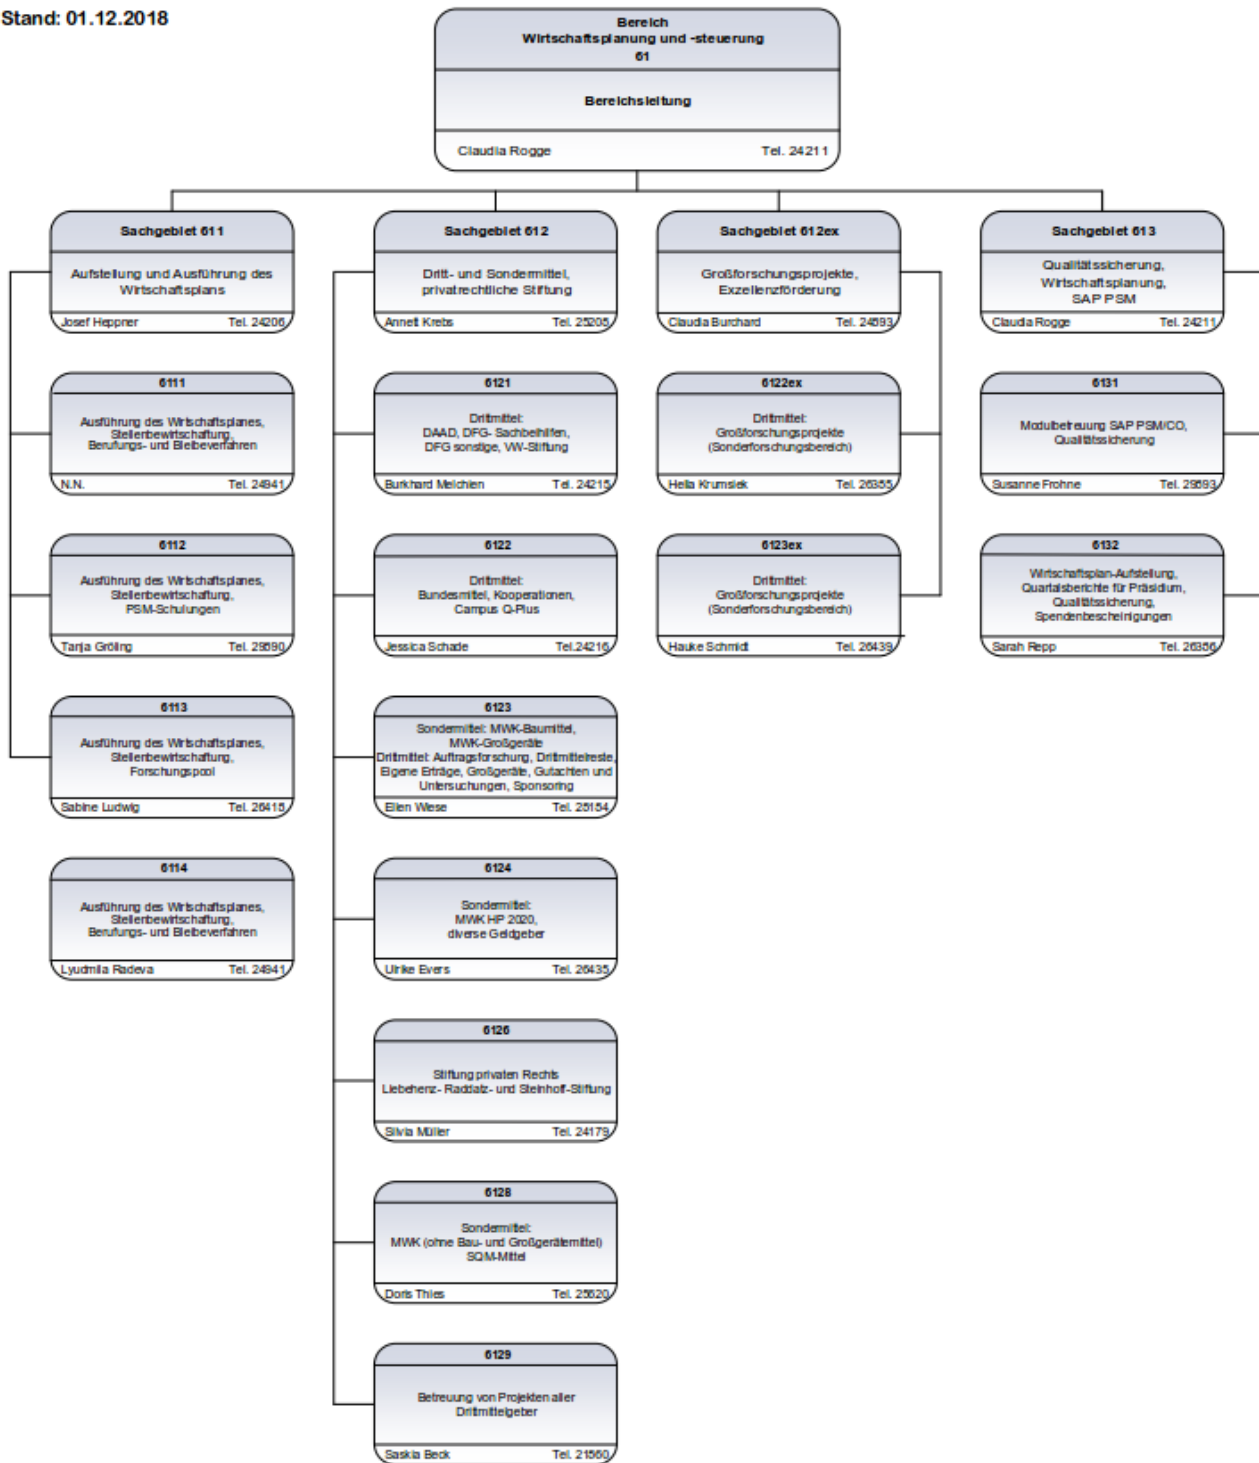 Stand: 01.12.2018
Bereich
Wirtschaftsplanung und -steuerung
61
Bereichsleitung
Claudia Rogge Tel. 24211
Sachgebiet 611
Aufstellung und Ausführung des
Wirtschaftsplans
Josef Heppner Tel. 24206
6111
Ausführung des Wirtschaftsplanes,
Stellenbewirtschaftung,
Berufungs- und Bleibeverfahren
N.N. Tel. 24941
6112
Ausführung des Wirtschaftsplanes,
Stellenbewirtschaftung,
PSM-Schulungen
Tanja Gröling Tel. 29890
6113
Ausführung des Wirtschaftsplanes,
Stellenbewirtschaftung,
Forschungspool
Sabine Ludwig Tel. 26418
6114
Ausführung des Wirtschaftsplanes,
Stellenbewirtschaftung,
Berufungs- und Bleibeverfahren
Lyudmila Radeva Tel. 24941
Sachgebiet 612
Dritt- und Sondermittel,
privatrechtliche Stiftung
Annett Krebs Tel. 25208
6121
Drittmittel:
DAAD, DFG- Sachbeihilfen,
DFG sonstige, VW-Stiftung
Burkhard Melchien Tel. 24215
6122
Drittmittel:
Bundesmittel, Kooperationen,
Campus Q-Plus
Jessica Schade Tel.24216
6123
Sondermittel: MWK-Baumittel,
MWK-Großgeräte
Drittmittel: Auftragsforschung, Drittmittelreste,
Eigene Erträge, Großgeräte, Gutachten und
Untersuchungen, Sponsoring
Ellen Wiese Tel. 28184
6124
Sondermittel:
MWK HP 2020,
diverse Geldgeber
Ulrike Evers Tel. 26435
6126
Stiftung privaten Rechts
Liebehenz- Raddatz- und Steinhoff-Stiftung
Silvia Müller Tel. 24179
6128
Sondermittel:
MWK (ohne Bau- und Großgerätemittel)
SQM-Mittel
Doris Thies Tel. 25620
6129
Betreuung von Projekten aller
Drittmittelgeber
Saskia Beck Tel. 21560
Sachgebiet 612ex
Großforschungsprojekte,
Exzellenzförderung
Claudia Burchard Tel. 24893
6122ex
Drittmittel:
Großforschungsprojekte
(Sonderforschungsbereich)
Hella Krumsiek Tel. 26385
6123ex
Drittmittel:
Großforschungsprojekte
(Sonderforschungsbereich)
Hauke Schmidt Tel. 26439
Sachgebiet 613
Qualitätssicherung,
Wirtschaftsplanung,
SAP PSM
Claudia Rogge Tel. 24211
6131
Modulbetreuung SAP PSM/CO,
Qualitätssicherung
Susanne Frohne Tel. 29893
6132
Wirtschaftsplan-Aufstellung,
Quartalsberichte für Präsidium,
Qualitätssicherung,
Spendenbescheinigungen
Sarah Repp Tel. 26386